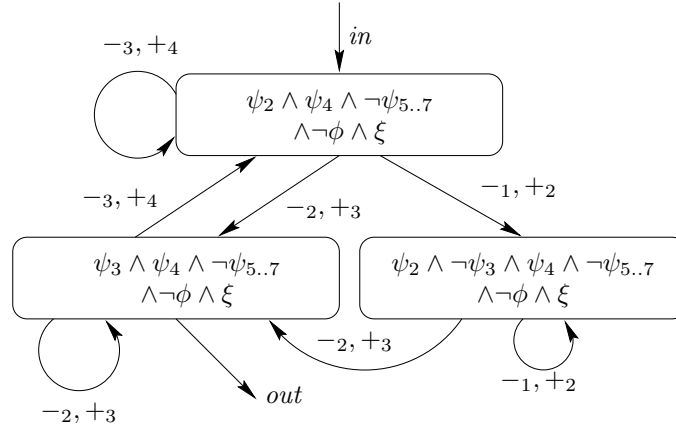 in
−3, +4
ψ2 ∧ ψ4 ∧ ¬ψ5..7
∧¬ϕ ∧ ξ
−3, +4
−2, +3
−1, +2
ψ3 ∧ ψ4 ∧ ¬ψ5..7
∧¬ϕ ∧ ξ
ψ2 ∧ ¬ψ3 ∧ ψ4 ∧ ¬ψ5..7
∧¬ϕ ∧ ξ
−2, +3
−1, +2
−2, +3
out